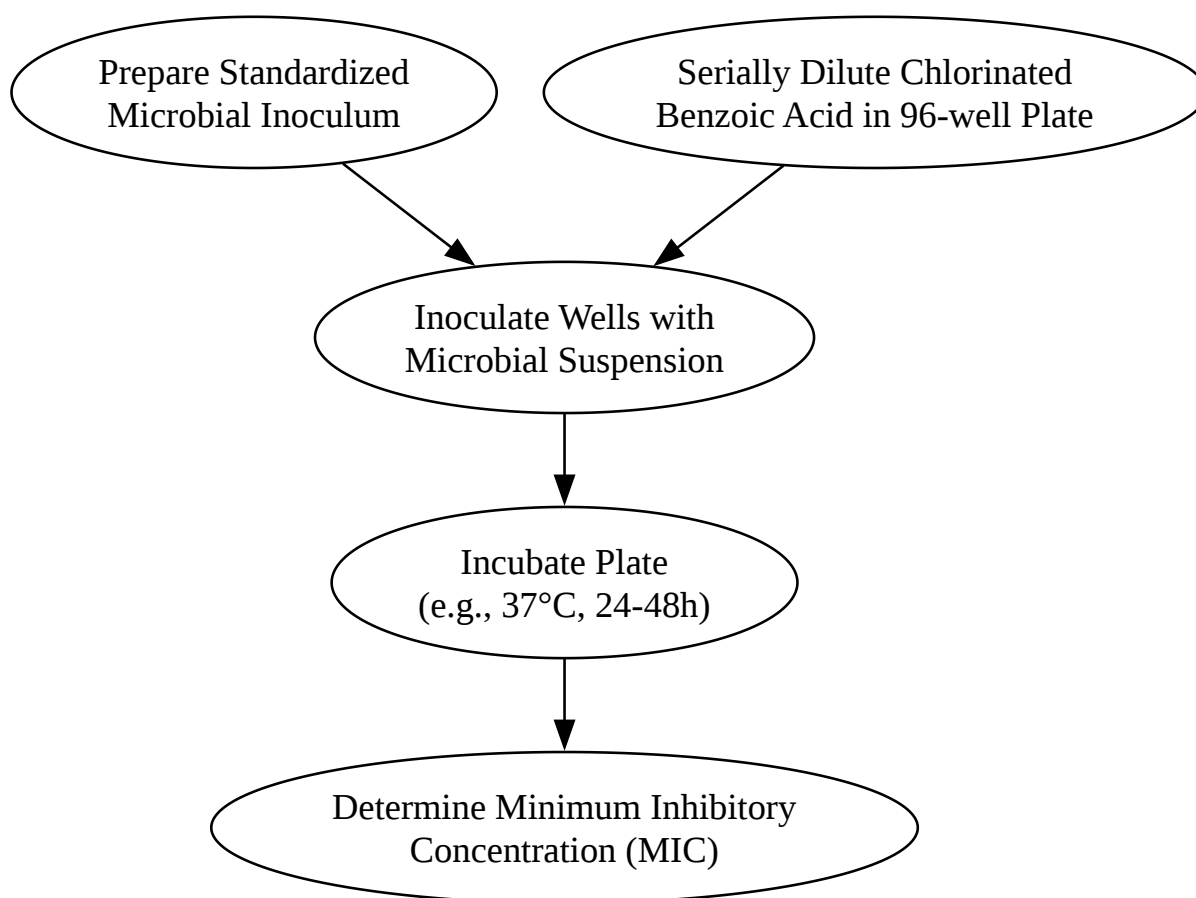 Prepare Standardized
Microbial Inoculum
Serially Dilute Chlorinated
Benzoic Acid in 96-well Plate
Inoculate Wells with
Microbial Suspension
Incubate Plate
(e.g., 37°C, 24-48h)
Determine Minimum Inhibitory
Concentration (MIC)